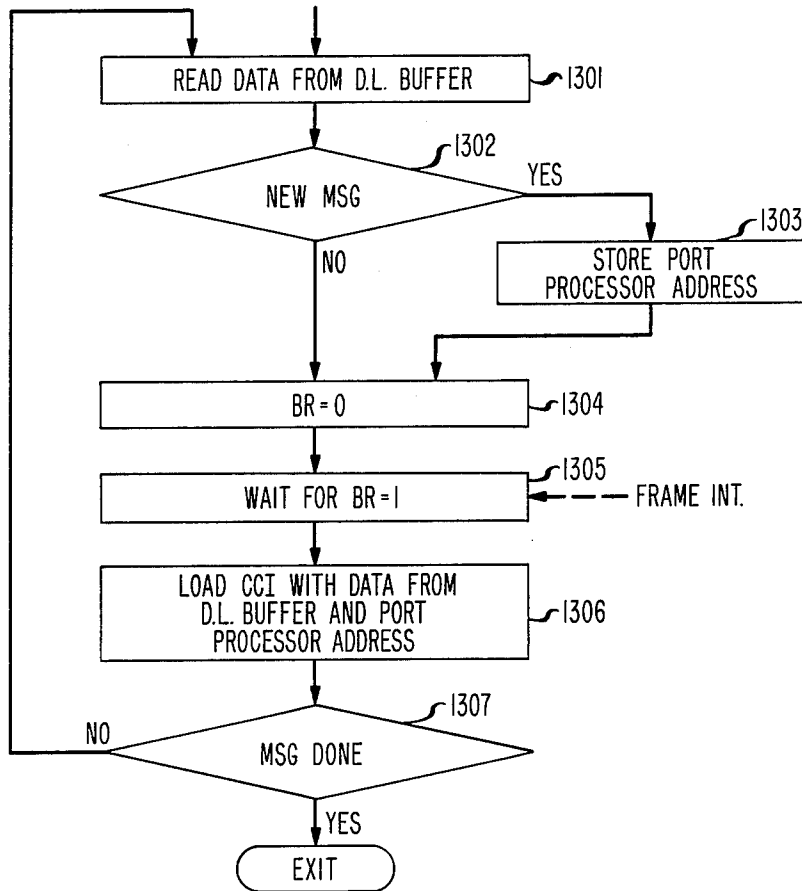 READ DATA FROM D.L. BUFFER
1301
1302
NEW MSG
YES
1303
NO
STORE PORT
PROCESSOR ADDRESS
BR=0
1304
1305
WAIT FOR BR=1
FRAME INT.
LOAD CCI WITH DATA FROM
D.L. BUFFER AND PORT
PROCESSOR ADDRESS
1306
1307
NO
MSG DONE
YES
EXIT